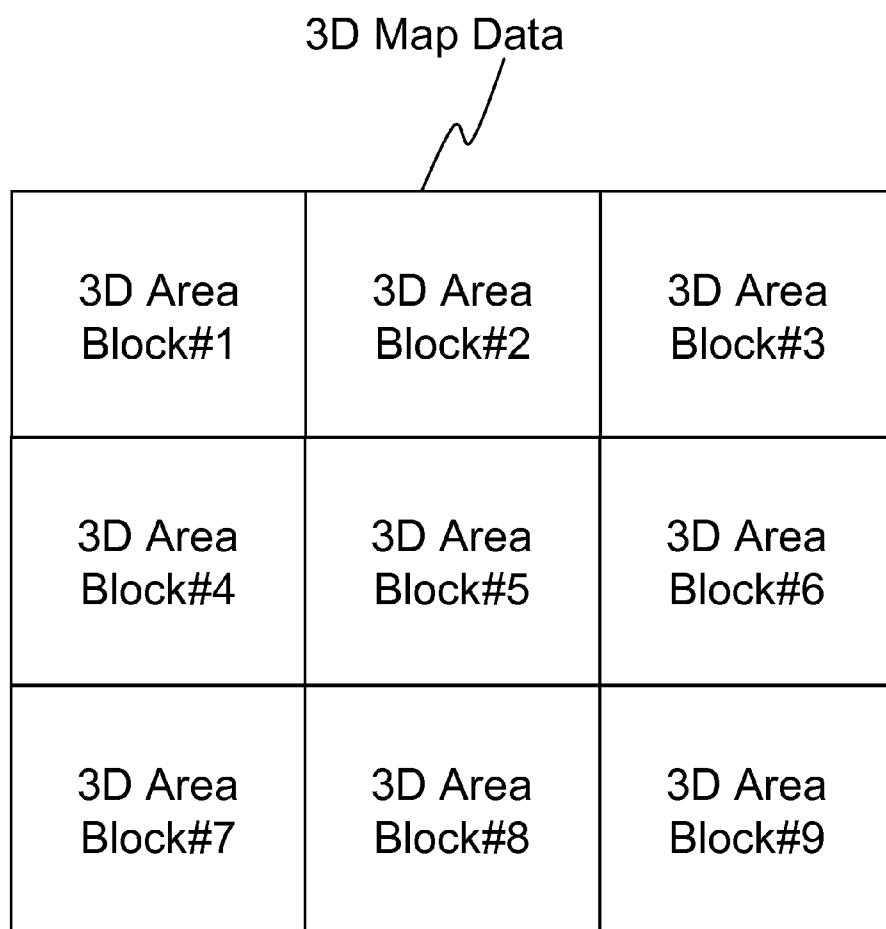 3D Map Data
3D Area
Block#1
3D Area
Block#2
3D Area
Block#3
3D Area
Block#4
3D Area
Block#5
3D Area
Block#6
3D Area
Block#7
3D Area
Block#8
3D Area
Block#9